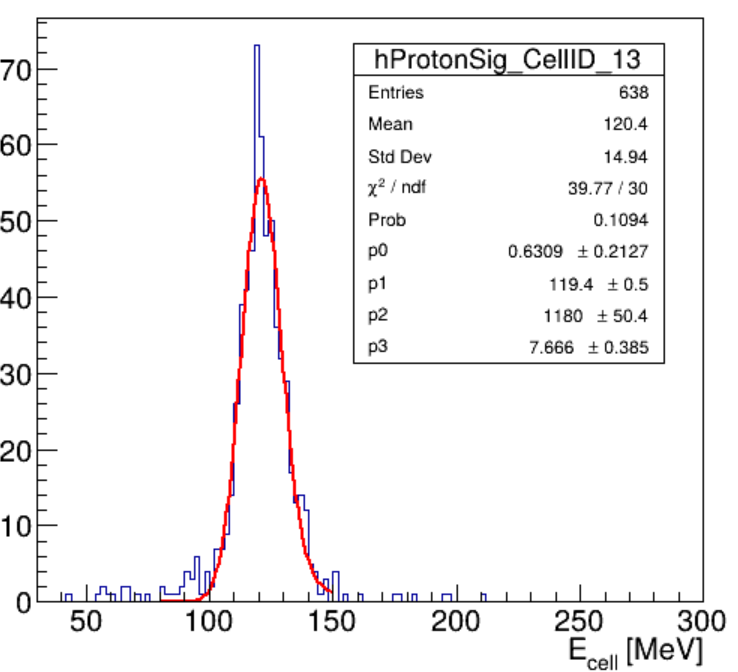 hProtonSig_CellID_13
Entries 638
Mean 120.4
Std Dev 14.94
χ² / ndf 39.77 / 30
Prob 0.1094
p0 0.6309 ± 0.2127
p1 119.4 ± 0.5
p2 1180 ± 50.4
p3 7.666 ± 0.385
70
60
50
40
30
20
10
0
50 100 150 200 250 300
E_cell [MeV]